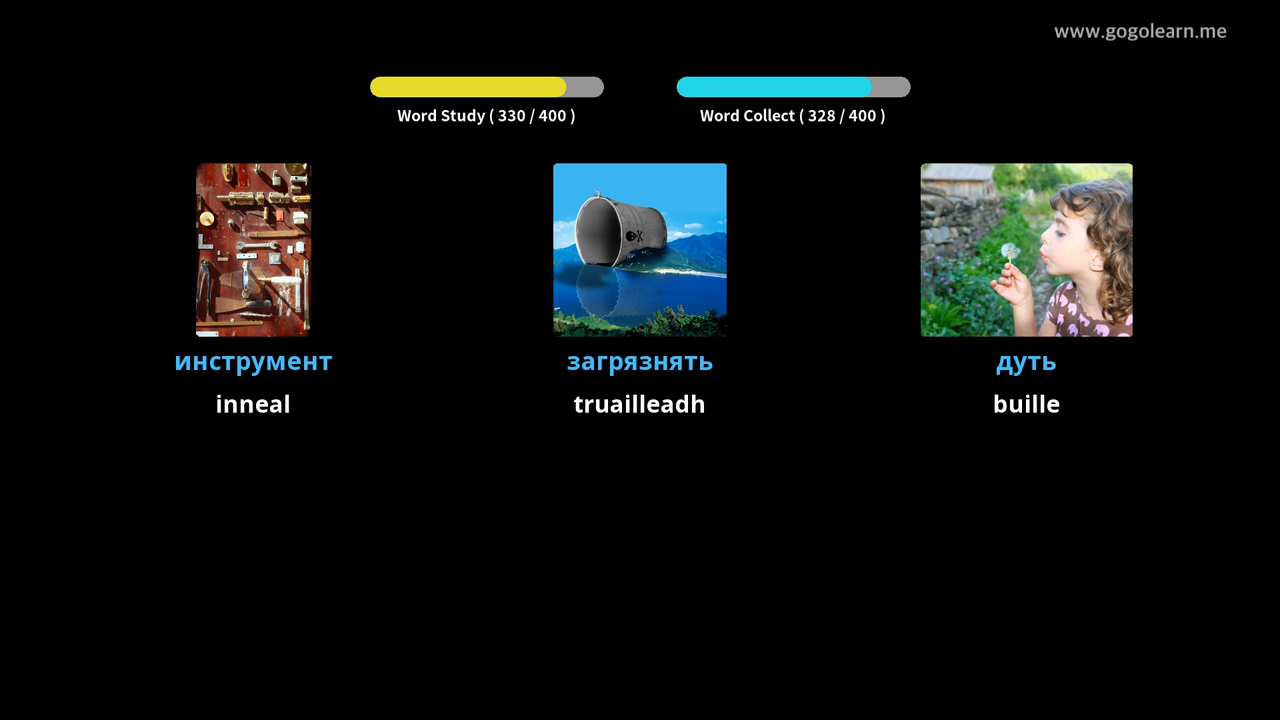 www.gogolearn.me
Word Study ( 330 / 400 )
Word Collect ( 328 / 400 )
инструмент
загрязнять
дуть
inneal
truailleadh
buille